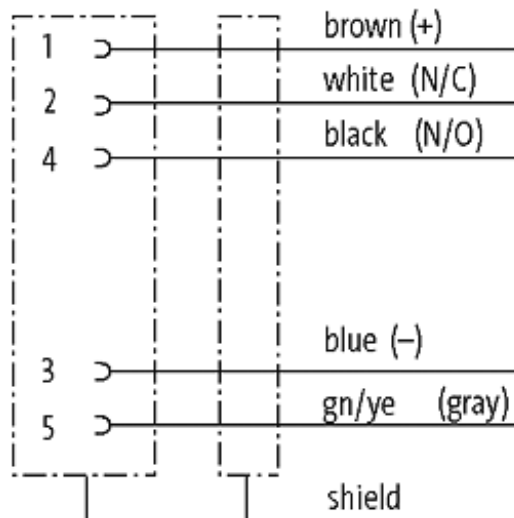 1 brown (+)
2 white (N/C)
4 black (N/O)
3 blue (–)
5 gn/ye (gray)
shield